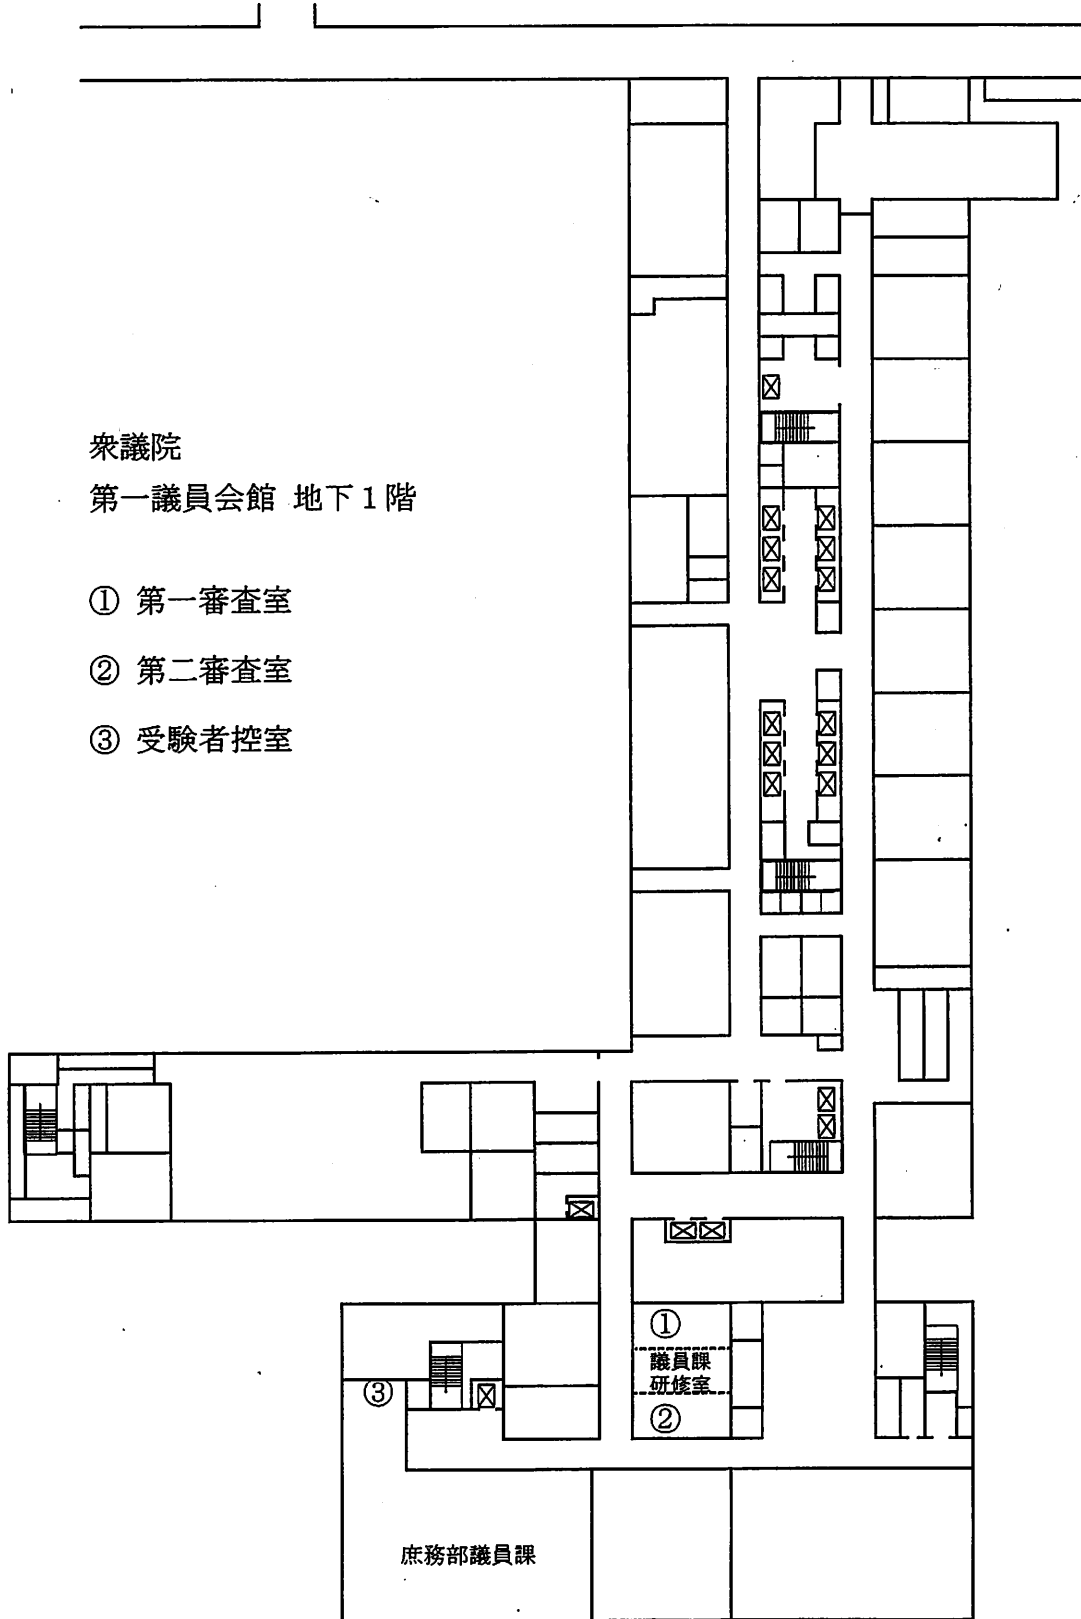 衆議院
第一議員会館 地下1階
① 第一審査室
② 第二審査室
③ 受験者控室
①
議員課
研修室
②
③
庶務部議員課